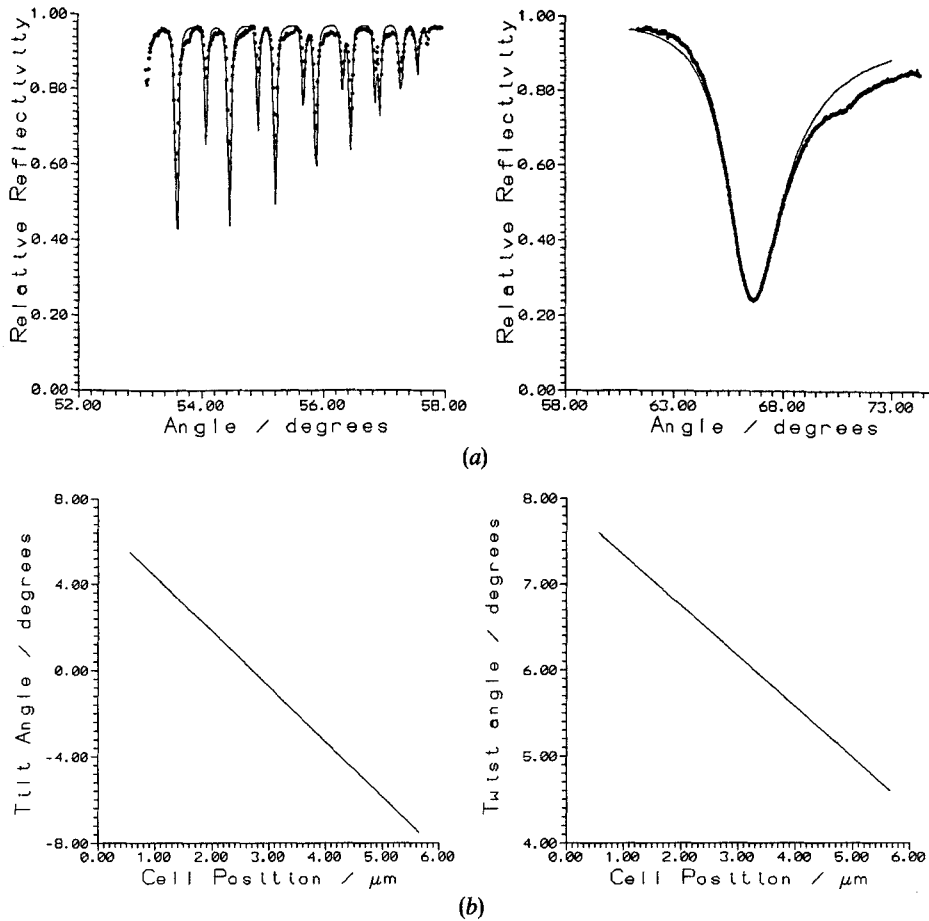 1.00
0.80
0.60
0.40
0.20
0.00
Relative Reflectivity
52.00 54.00 56.00 58.00
Angle / degrees
1.00
0.80
0.60
0.40
0.20
0.00
Relative Reflectivity
58.00 63.00 68.00 73.00
Angle / degrees
(a)
8.00
4.00
0.00
-4.00
-8.00
Tilt Angle / degrees
0.00 1.00 2.00 3.00 4.00 5.00 6.00
Cell Position / μm
8.00
7.00
6.00
5.00
4.00
Twist angle / degrees
0.00 1.00 2.00 3.00 4.00 5.00 6.00
Cell Position / μm
(b)